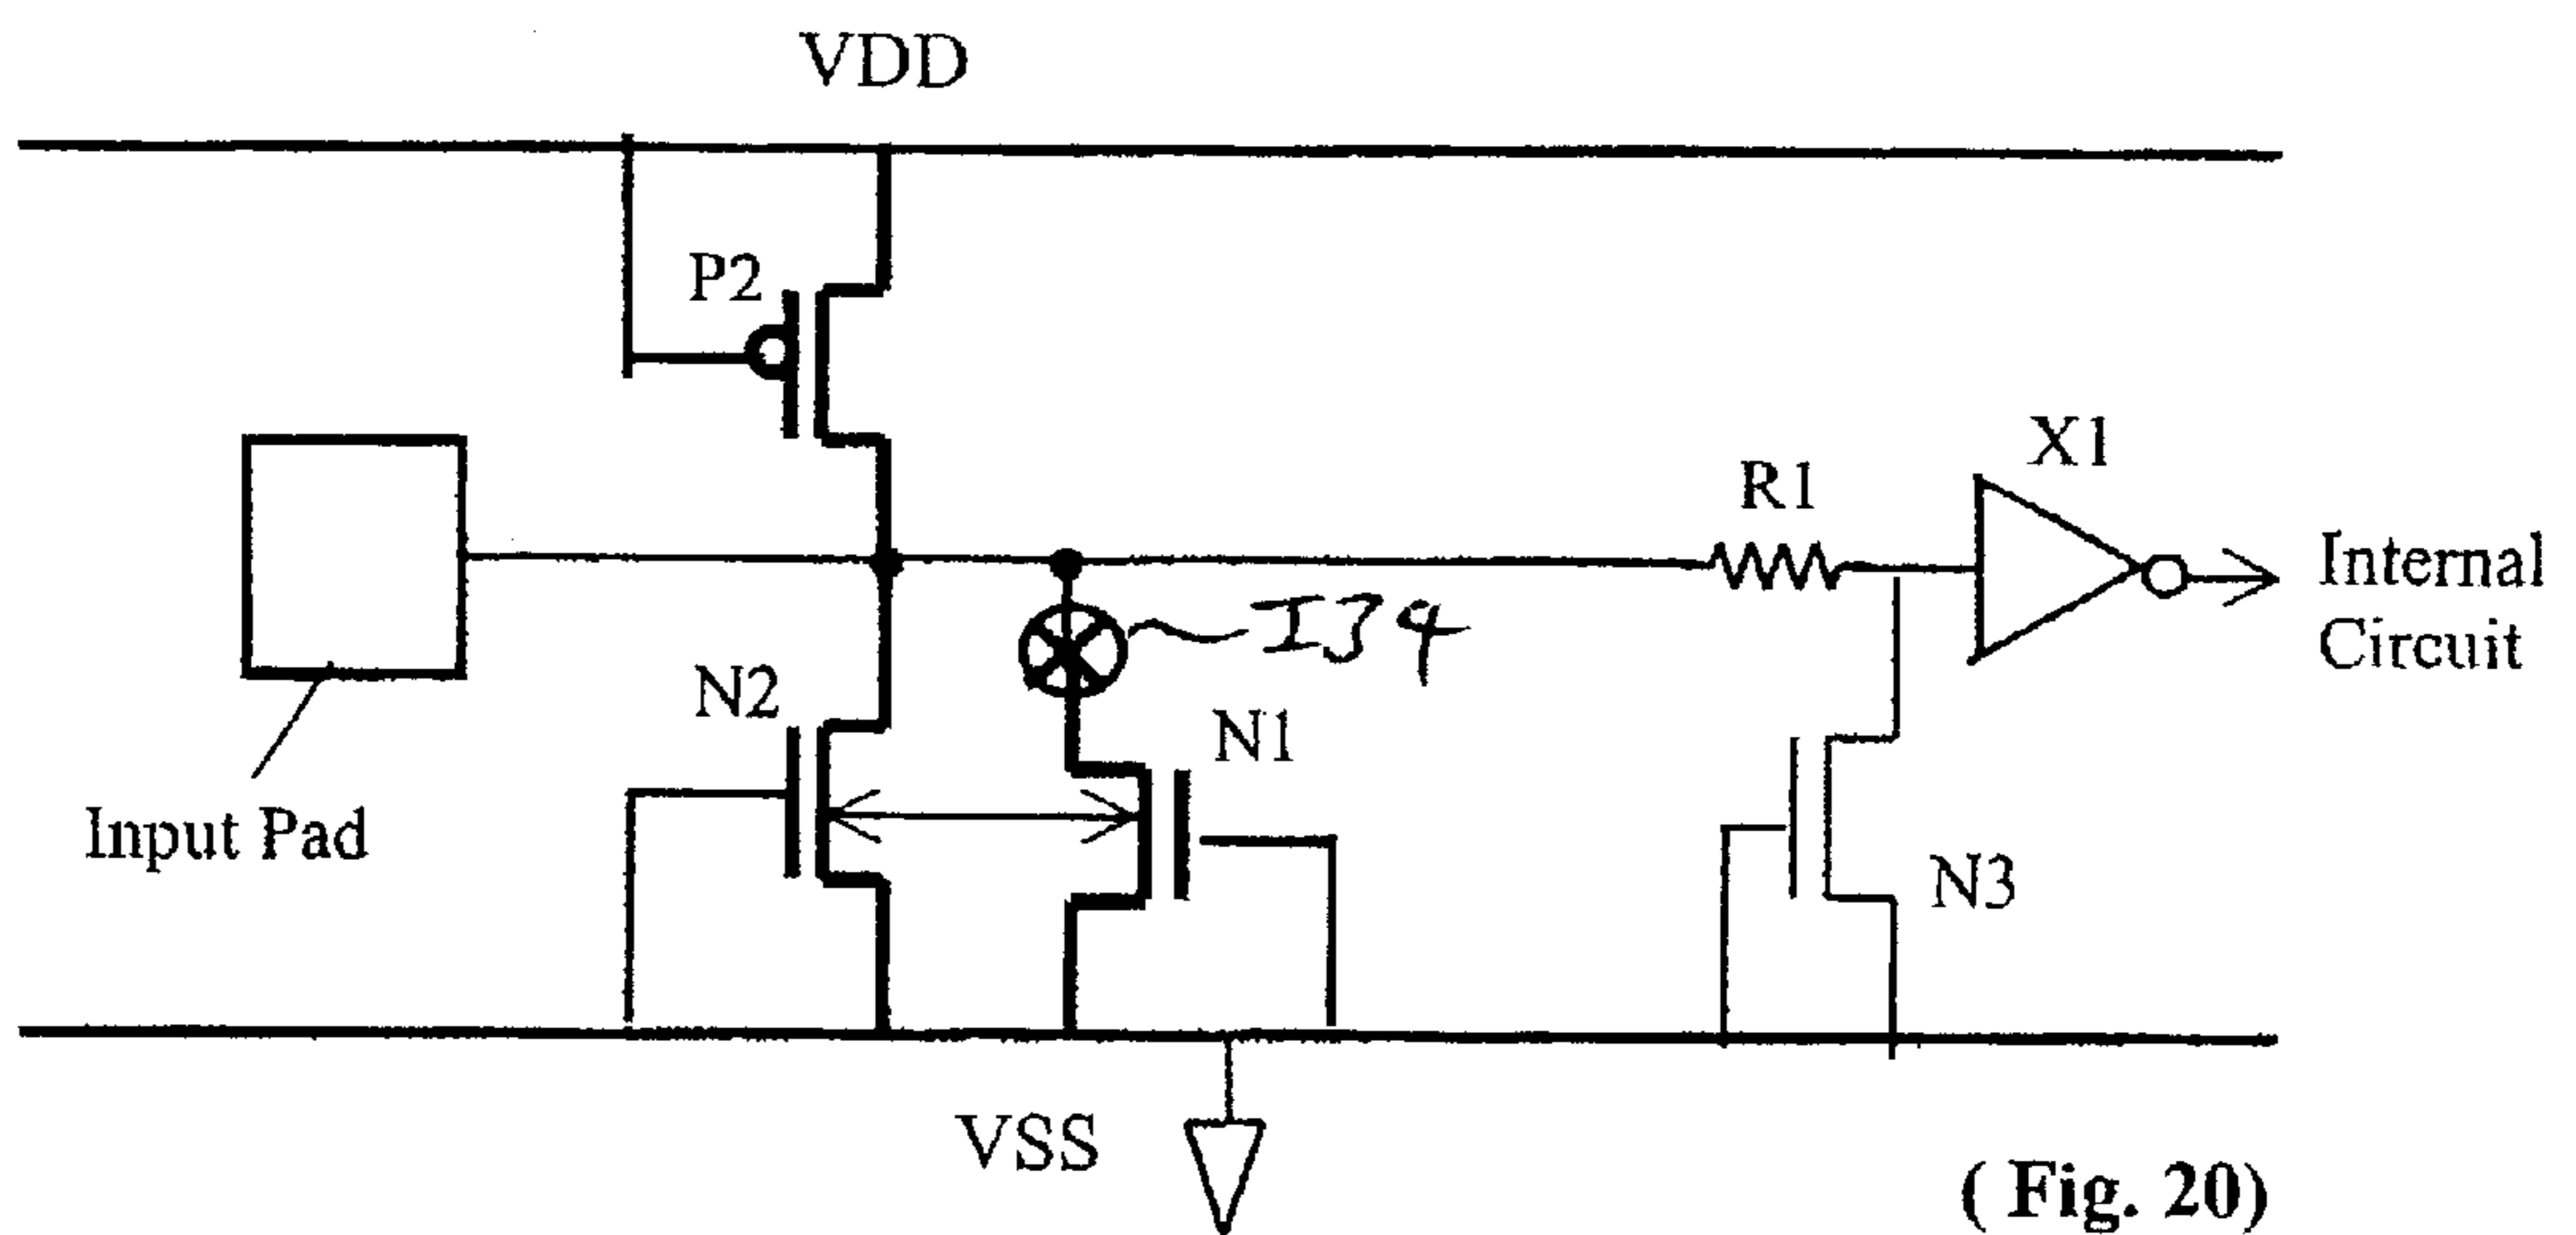 VDD
P2
X1
R1
Internal
Circuit
I34
N2
N1
Input Pad
N3
VSS
( Fig. 20)